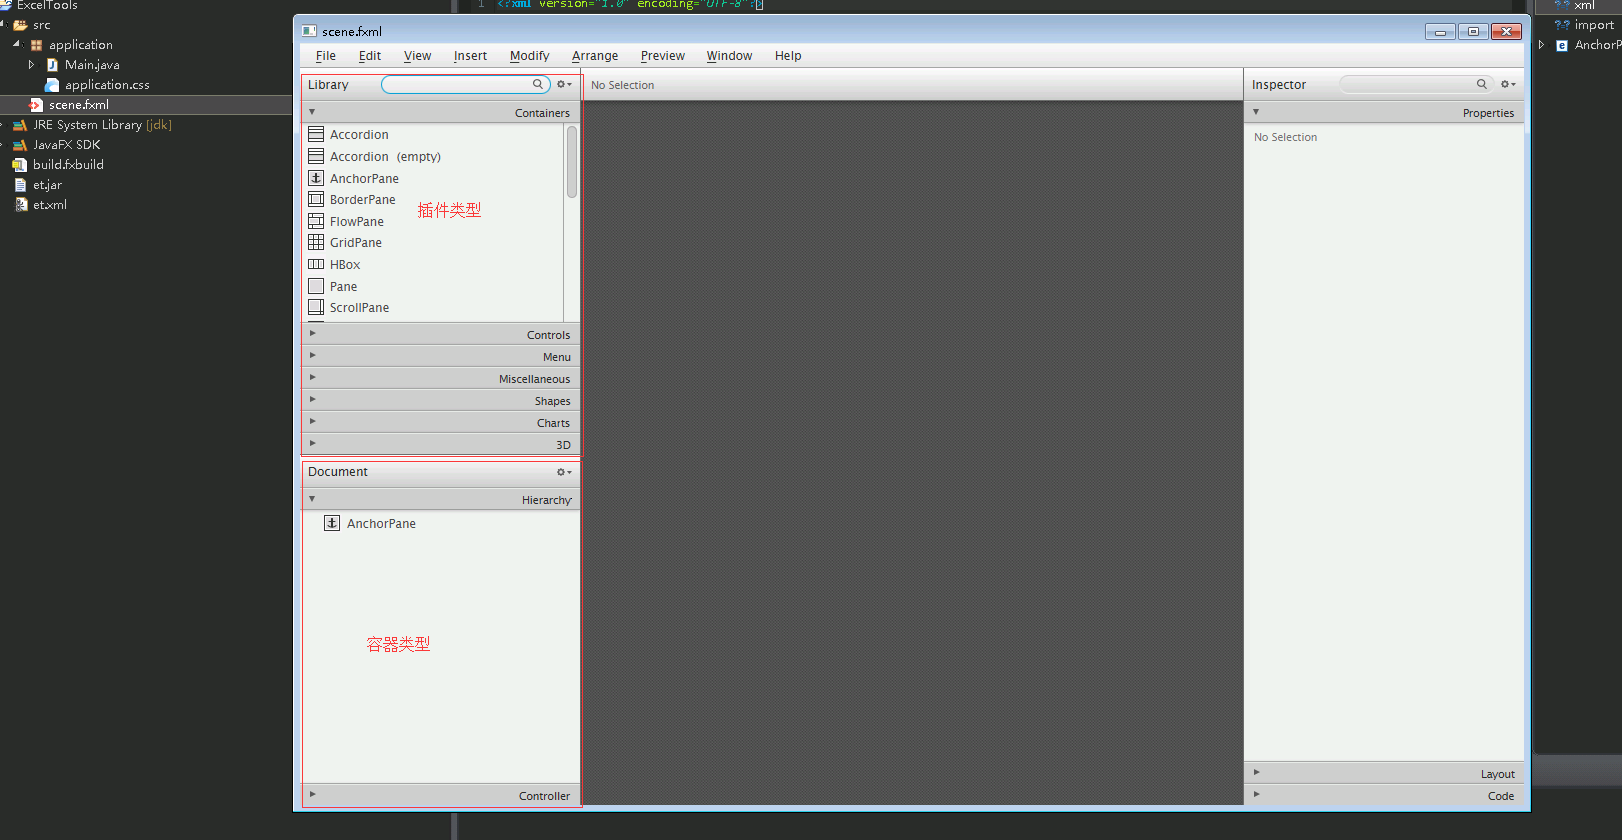 ExcelTools
src
application
Main.java
application.css
scene.fxml
JRE System Library [jdk]
JavaFX SDK
build.fxbuild
et.jar
et.xml
1 <?xml version="1.0" encoding="UTF-8"?>
scene.fxml
File Edit View Insert Modify Arrange Preview Window Help
Library
Containers
Accordion
Accordion (empty)
AnchorPane
BorderPane
插件类型
FlowPane
GridPane
HBox
Pane
ScrollPane
Controls
Menu
Miscellaneous
Shapes
Charts
3D
Document
Hierarchy
AnchorPane
容器类型
Controller
No Selection
Inspector
Properties
No Selection
Layout
Code
?? xml
?? import
e AnchorP